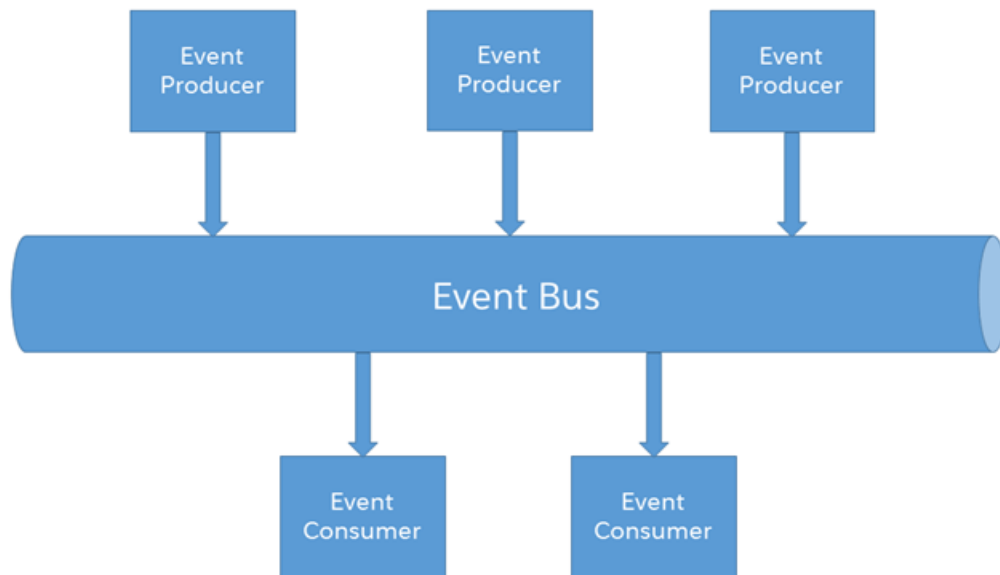 Event
Producer
Event
Producer
Event
Producer
Event Bus
Event
Consumer
Event
Consumer